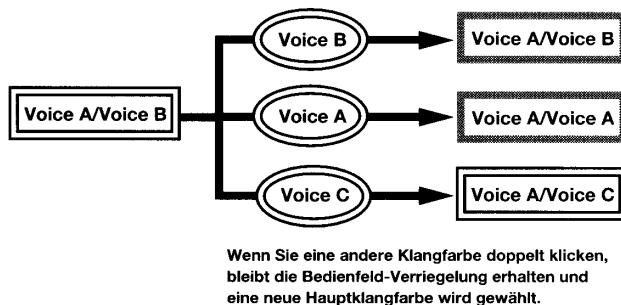 Voice B
Voice A/Voice B
Voice A/Voice B
Voice A
Voice A/Voice A
Voice C
Voice A/Voice C
Wenn Sie eine andere Klangfarbe doppelt klicken,
bleibt die Bedienfeld-Verriegelung erhalten und
eine neue Hauptklangfarbe wird gewählt.